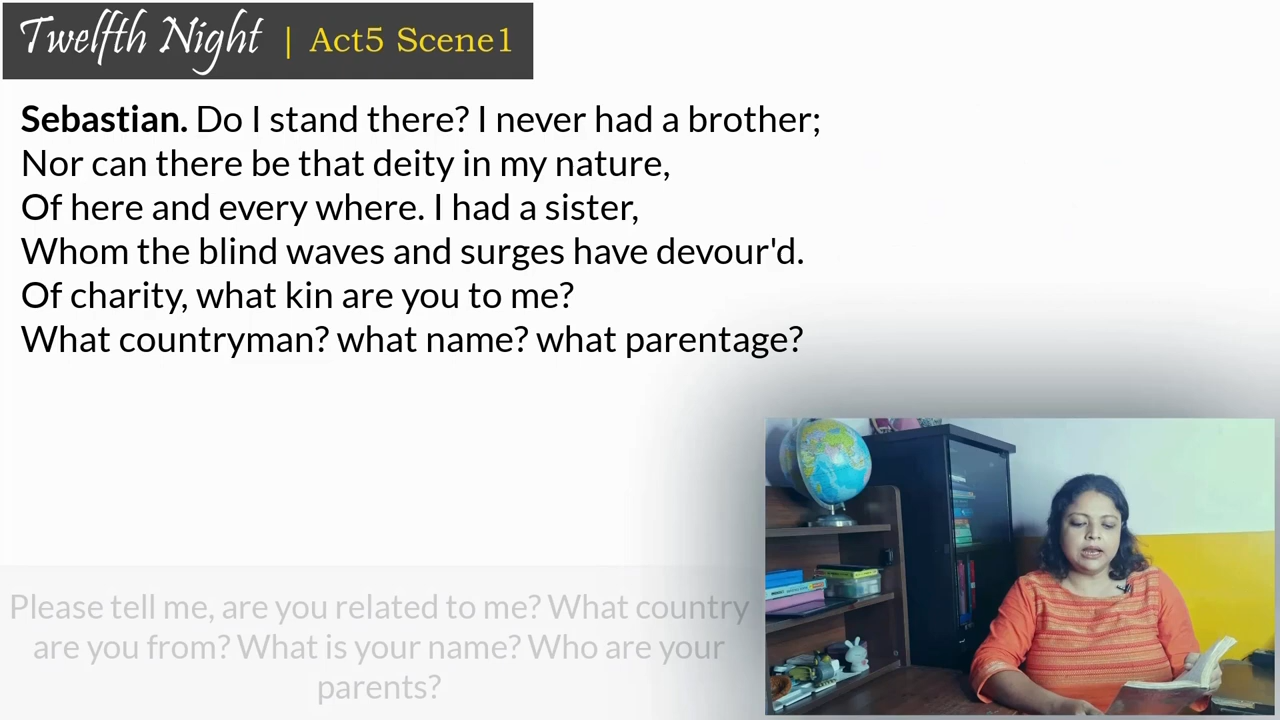 Twelfth Night | Act5 Scene1
Sebastian. Do I stand there? I never had a brother;
Nor can there be that deity in my nature,
Of here and every where. I had a sister,
Whom the blind waves and surges have devour'd.
Of charity, what kin are you to me?
What countryman? what name? what parentage?
Please tell me, are you related to me? What country
are you from? What is your name? Who are your
parents?